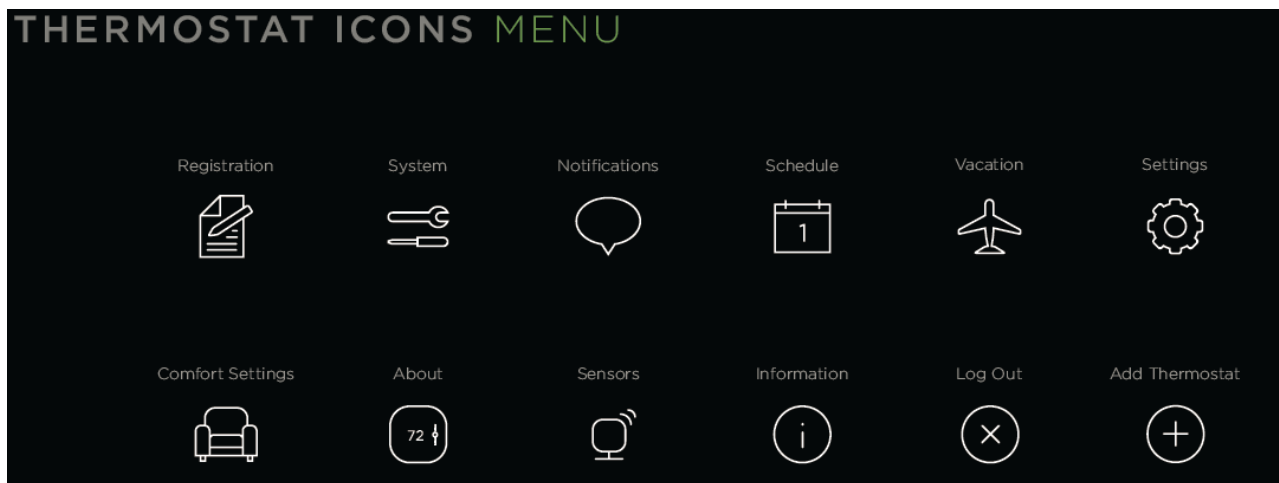 THERMOSTAT ICONS MENU
Registration System Notifications Schedule Vacation Settings
1
Comfort Settings About Sensors Information Log Out Add Thermostat
72 i